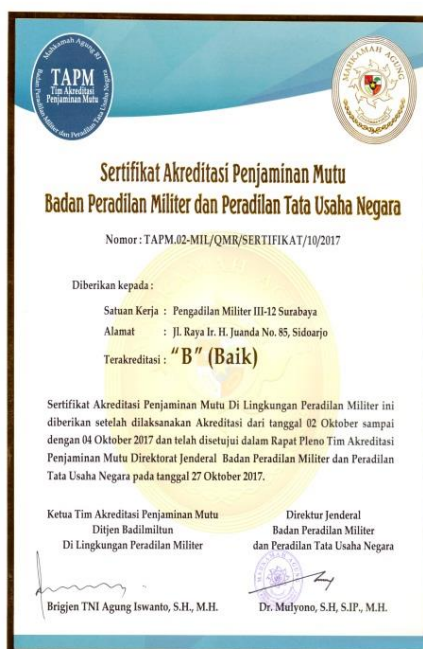 Mahkamah Agung RI
TAPM
Tim Akreditasi
Penjaminan Mutu
Badan Peradilan Militer dan Peradilan Tata Usaha Negara
MAHKAMAH AGUNG
Sertifikat Akreditasi Penjaminan Mutu
Badan Peradilan Militer dan Peradilan Tata Usaha Negara
Nomor : TAPM.02-MIL/QMR/SERTIFIKAT/10/2017
Diberikan kepada :
Satuan Kerja : Pengadilan Militer III-12 Surabaya
Alamat : Jl. Raya Ir. H. Juanda No. 85, Sidoarjo
Terakreditasi : “B” (Baik)
Sertifikat Akreditasi Penjaminan Mutu Di Lingkungan Peradilan Militer ini
diberikan setelah dilaksanakan Akreditasi dari tanggal 02 Oktober sampai
dengan 04 Oktober 2017 dan telah disetujui dalam Rapat Pleno Tim Akreditasi
Penjaminan Mutu Direktorat Jenderal Badan Peradilan Militer dan Peradilan
Tata Usaha Negara pada tanggal 27 Oktober 2017.
Ketua Tim Akreditasi Penjaminan Mutu
Ditjen Badilmiltun
Di Lingkungan Peradilan Militer
Brigjen TNI Agung Iswanto, S.H., M.H.
Direktur Jenderal
Badan Peradilan Militer
dan Peradilan Tata Usaha Negara
MAHKAMAH AGUNG
Dr. Mulyono, S.H, S.IP., M.H.